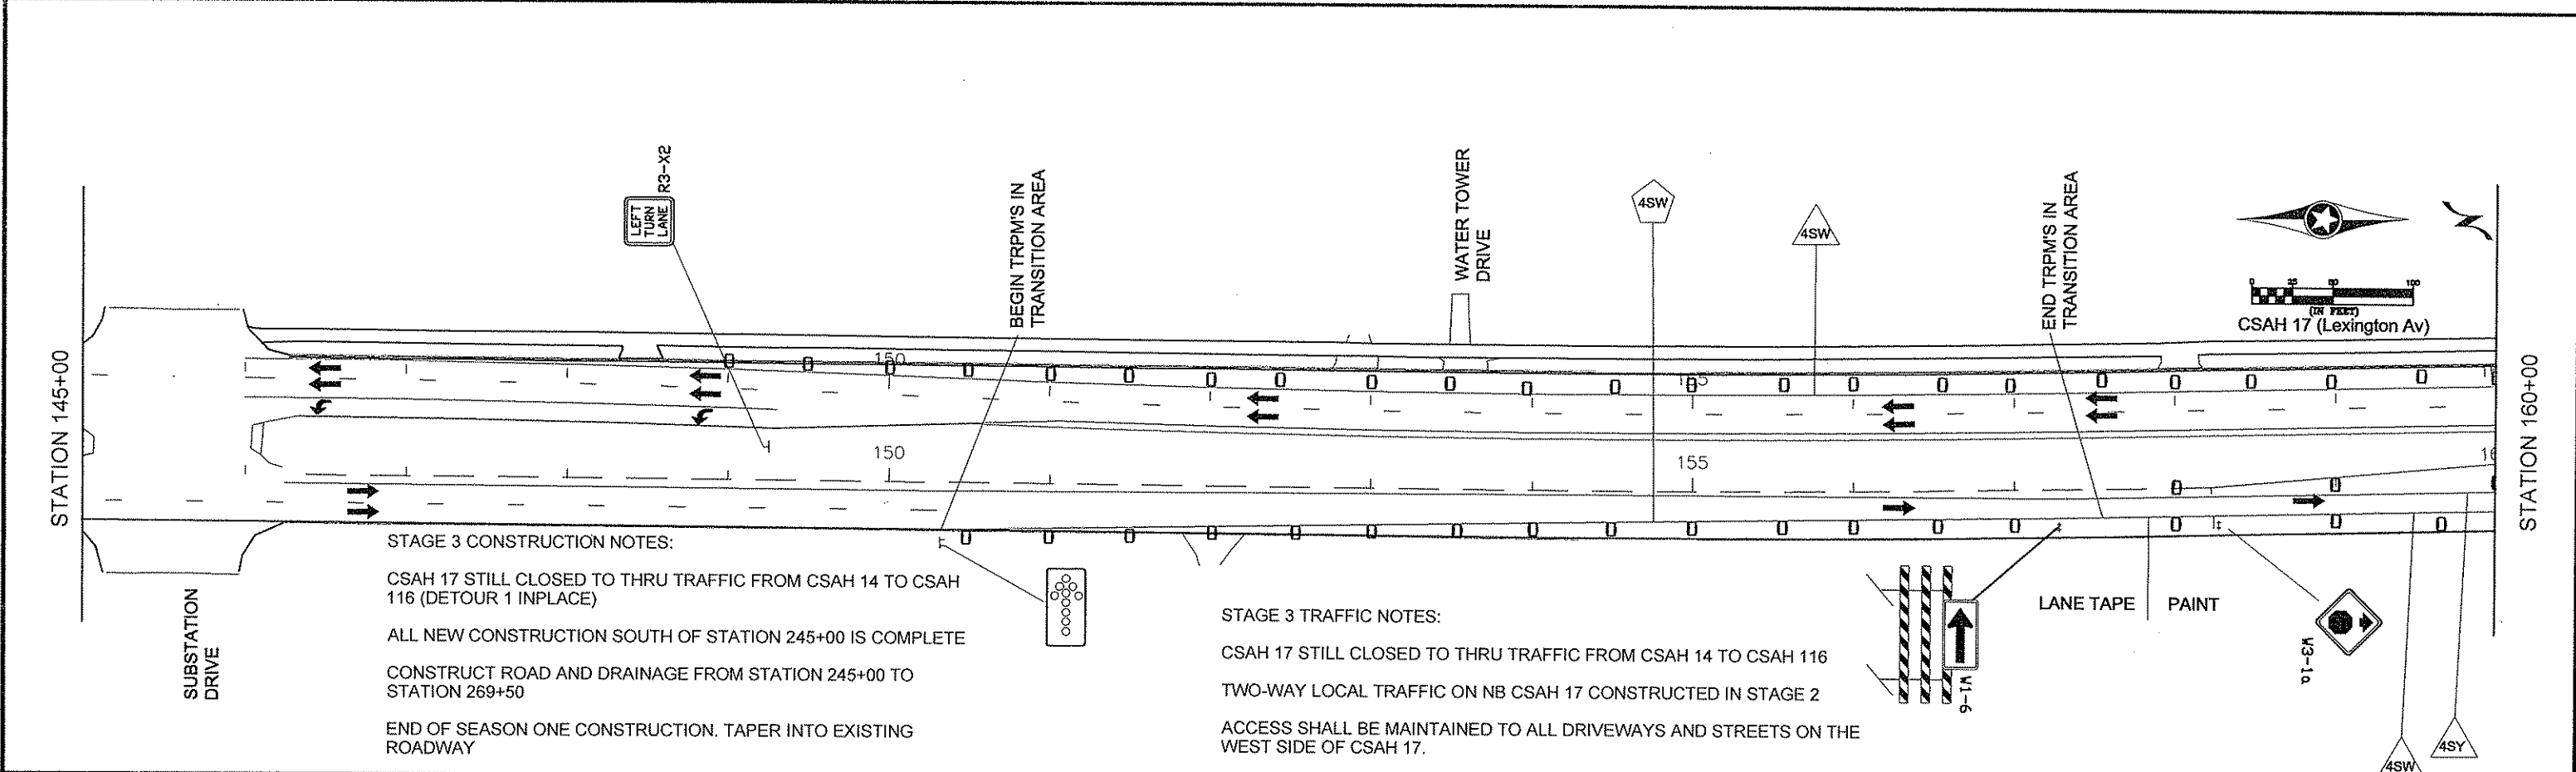 R3-X2
LEFT
TURN
LANE
BEGIN TRPM'S IN
TRANSITION AREA
WATER TOWER
DRIVE
4SW
4SW
END TRPM'S IN
TRANSITION AREA
0 25 50 100
(IN FEET)
CSAH 17 (Lexington Av)
STATION 145+00
STATION 160+00
150
155
150
155
16
SUBSTATION
DRIVE
STAGE 3 CONSTRUCTION NOTES:
CSAH 17 STILL CLOSED TO THRU TRAFFIC FROM CSAH 14 TO CSAH
116 (DETOUR 1 INPLACE)
ALL NEW CONSTRUCTION SOUTH OF STATION 245+00 IS COMPLETE
CONSTRUCT ROAD AND DRAINAGE FROM STATION 245+00 TO
STATION 269+50
END OF SEASON ONE CONSTRUCTION. TAPER INTO EXISTING
ROADWAY
STAGE 3 TRAFFIC NOTES:
CSAH 17 STILL CLOSED TO THRU TRAFFIC FROM CSAH 14 TO CSAH 116
TWO-WAY LOCAL TRAFFIC ON NB CSAH 17 CONSTRUCTED IN STAGE 2
ACCESS SHALL BE MAINTAINED TO ALL DRIVEWAYS AND STREETS ON THE
WEST SIDE OF CSAH 17.
W1-6
LANE TAPE
PAINT
W3-1a
4SW
4SY